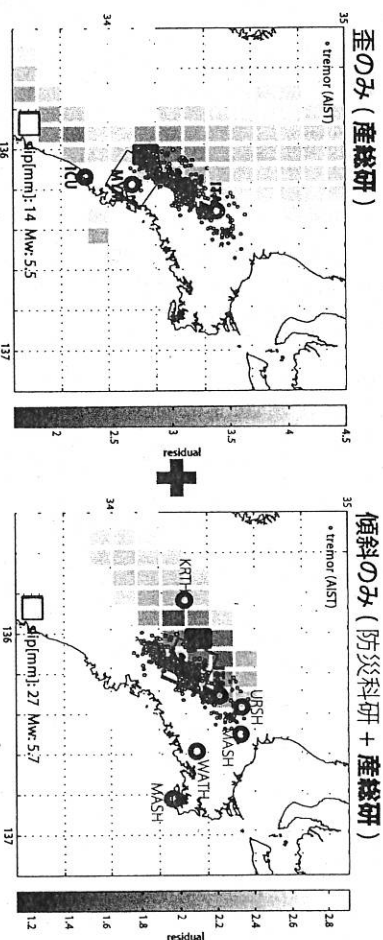 歪のみ ( 産総研 )
35
• tremor (AIST)
34
136
137
ITA
MYM
ICU
slip[mm]: 14 Mw: 5.5
2
2.5
3
3.5
4
4.5
residual
+
傾斜のみ ( 防災科研 + 産総研 )
35
• tremor (AIST)
34
136
137
KRTH
URSH
MASH
WATH
MASH
slip[mm]: 27 Mw: 5.7
1.2
1.4
1.6
1.8
2
2.2
2.4
2.6
2.8
residual